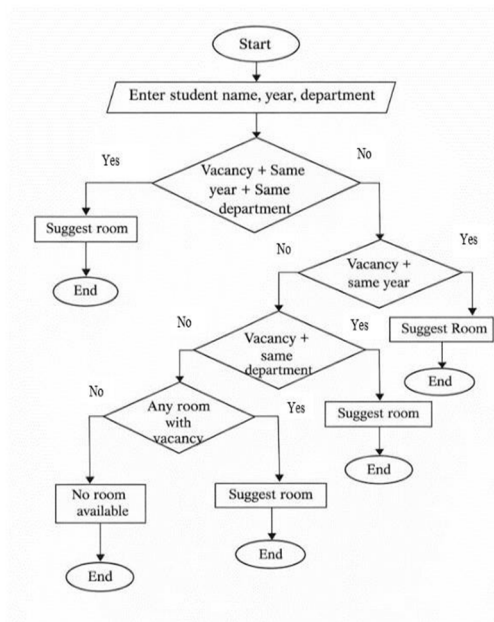 Start
Enter student name, year, department
Yes
No
Vacancy + Same
year + Same
department
Suggest room
End
No
Yes
Vacancy +
same year
Suggest Room
End
No
Yes
Vacancy +
same
department
Suggest room
End
No
Yes
Any room
with
vacancy
No room
available
End
Suggest room
End